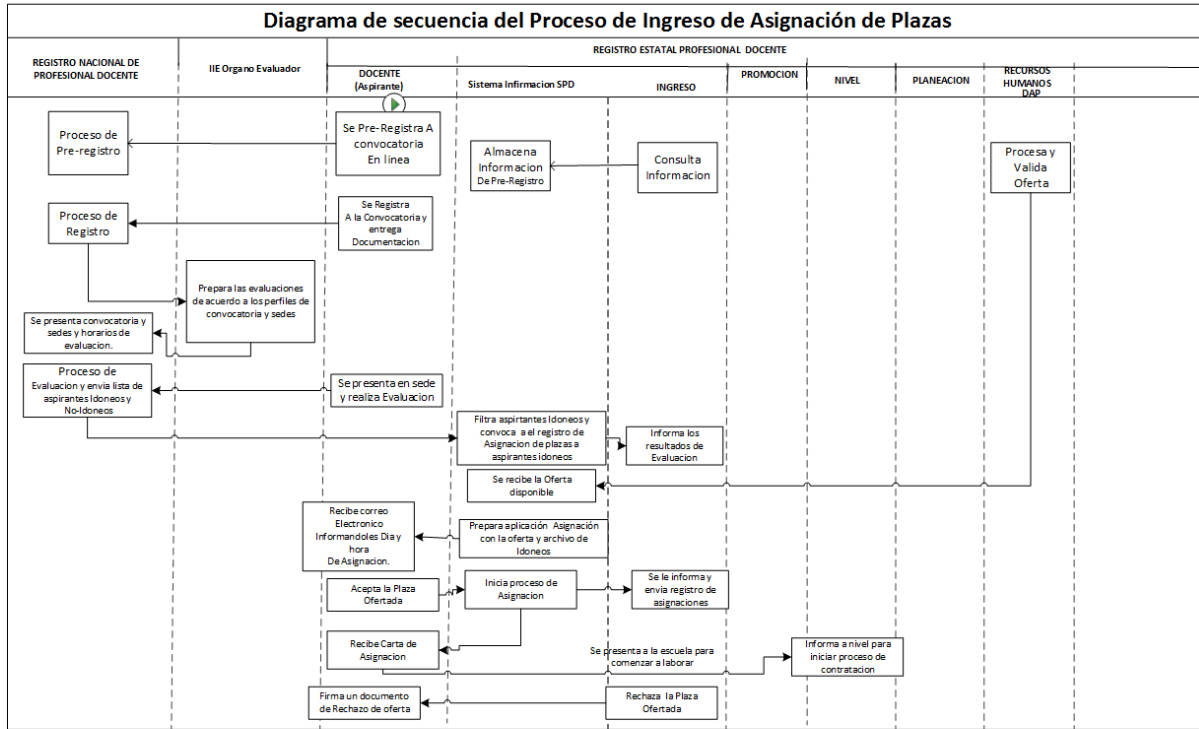 Diagrama de secuencia del Proceso de Ingreso de Asignación de Plazas
REGISTRO NACIONAL DE
PROFESIONAL DOCENTE
IIE Organo Evaluador
REGISTRO ESTATAL PROFESIONAL DOCENTE
DOCENTE
(Aspirante)
Sistema Infirmacion SPD
INGRESO
PROMOCION
NIVEL
PLANEACION
RECURSOS
HUMANOS
DAP
Proceso de
Pre-registro
Se Pre-Registra A
convocatoria
En linea
Almacena
Informacion
De Pre-Registro
Consulta
Informacion
Procesa y
Valida
Oferta
Proceso de
Registro
Se Registra
A la Convocatoria y
entrega
Documentacion
Prepara las evaluaciones
de acuerdo a los perfiles de
convocatoria y sedes
Se presenta convocatoria y
sedes y horarios de
evaluacion.
Proceso de
Evaluacion y envia lista de
aspirantes Idoneos y
No-Idoneos
Se presenta en sede
y realiza Evaluacion
Filtra aspirtantes Idoneos y
convoca a el registro de
Asignacion de plazas a
aspirantes idoneos
Informa los
resultados de
Evaluacion
Se recibe la Oferta
disponible
Recibe correo
Electronico
Informandoles Dia y
hora
De Asignacion.
Prepara aplicación Asignación
con la oferta y archivo de
Idoneos
Acepta la Plaza
Ofertada
Inicia proceso de
Asignacion
Se le informa y
envia registro de
asignaciones
Recibe Carta de
Asignacion
Se presenta a la escuela para
comenzar a laborar
Informa a nivel para
iniciar proceso de
contratacion
Firma un documento
de Rechazo de oferta
Rechaza la Plaza
Ofertada